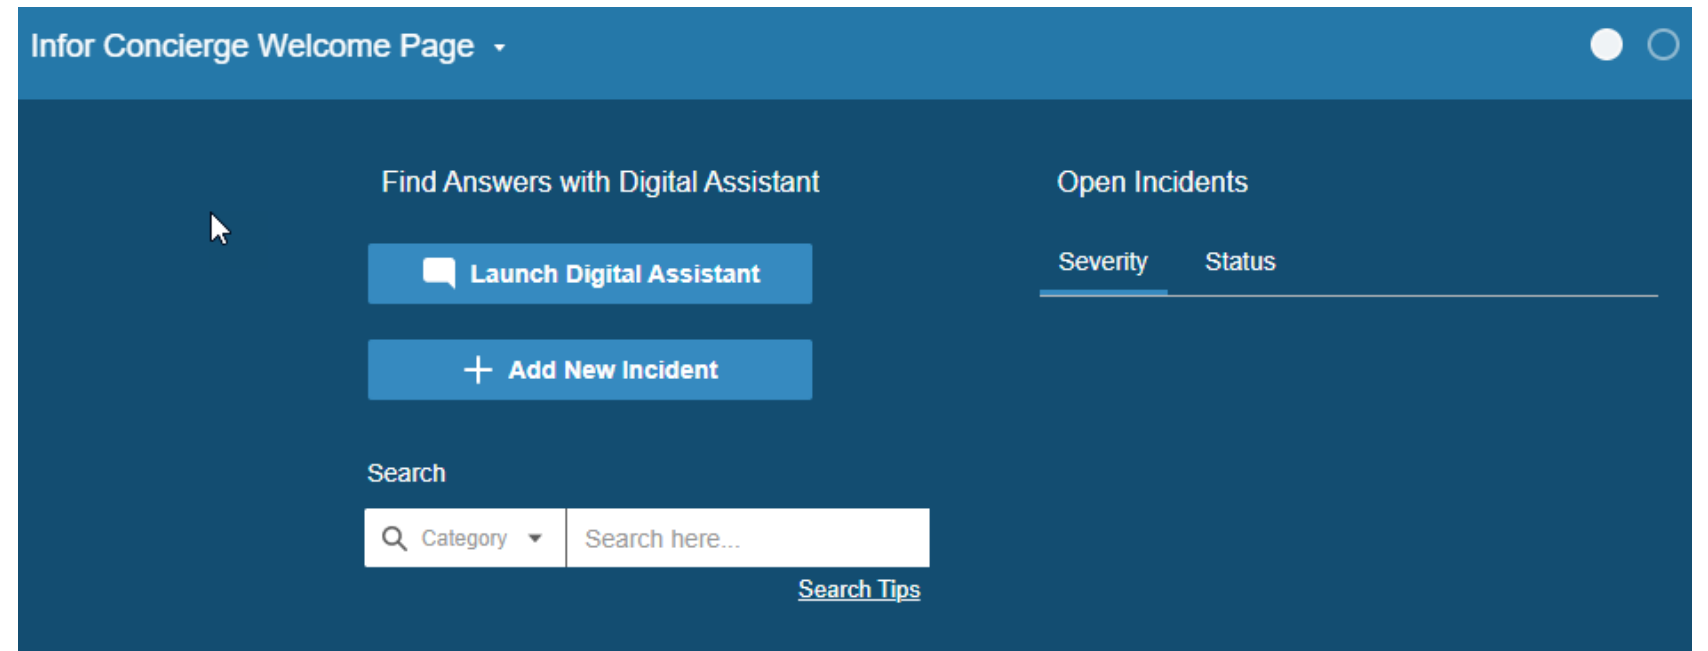 Infor Concierge Welcome Page
Find Answers with Digital Assistant
Launch Digital Assistant
Add New Incident
Search
Category
Search here...
Search Tips
Open Incidents
Severity Status